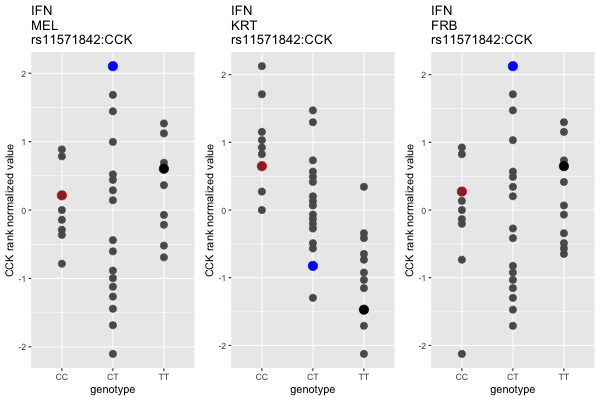 IFN
MEL
rs11571842:CCK
CCK rank normalized value
2
1
0
-1
-2
CC
CT
TT
genotype
IFN
KRT
rs11571842:CCK
CCK rank normalized value
2
1
0
-1
-2
CC
CT
TT
genotype
IFN
FRB
rs11571842:CCK
CCK rank normalized value
2
1
0
-1
-2
CC
CT
TT
genotype